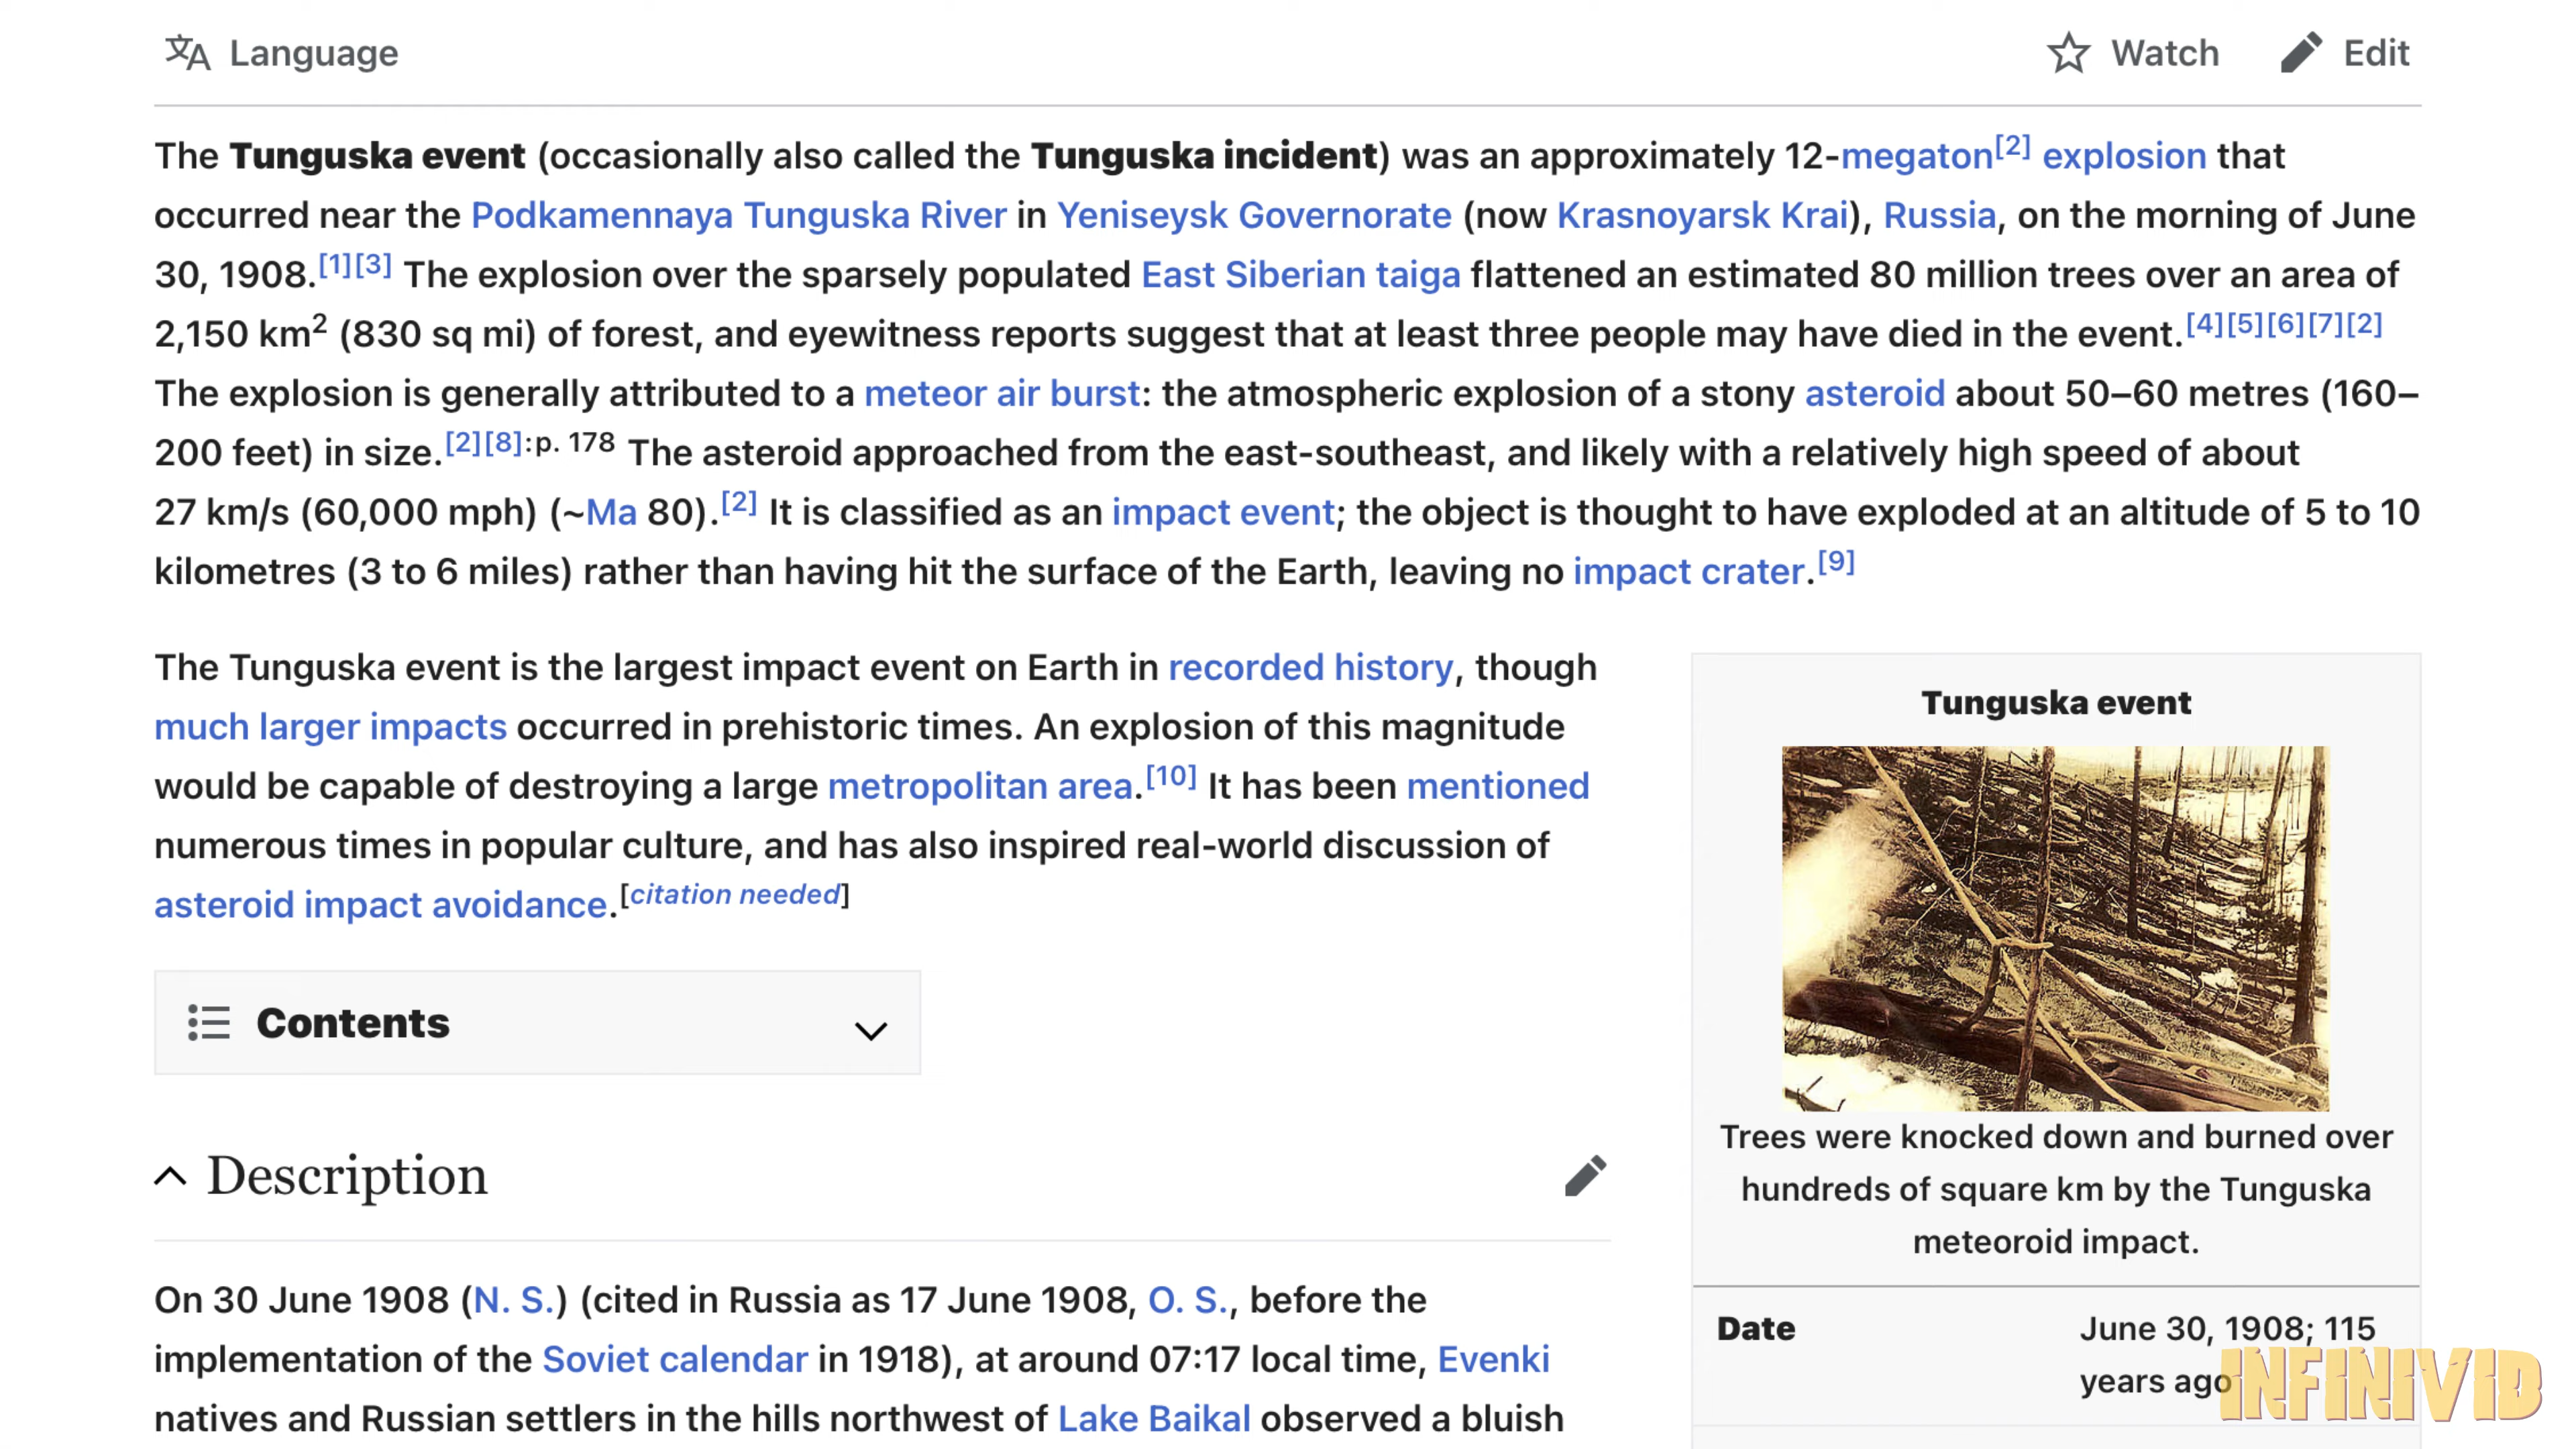 Language
Watch
Edit
The Tunguska event (occasionally also called the Tunguska incident) was an approximately 12-megaton[2] explosion that
occurred near the Podkamennaya Tunguska River in Yeniseysk Governorate (now Krasnoyarsk Krai), Russia, on the morning of June
30, 1908.[1][3] The explosion over the sparsely populated East Siberian taiga flattened an estimated 80 million trees over an area of
2,150 km2 (830 sq mi) of forest, and eyewitness reports suggest that at least three people may have died in the event.[4][5][6][7][2]
The explosion is generally attributed to a meteor air burst: the atmospheric explosion of a stony asteroid about 50–60 metres (160–
200 feet) in size.[2][8]:p. 178 The asteroid approached from the east-southeast, and likely with a relatively high speed of about
27 km/s (60,000 mph) (~Ma 80).[2] It is classified as an impact event; the object is thought to have exploded at an altitude of 5 to 10
kilometres (3 to 6 miles) rather than having hit the surface of the Earth, leaving no impact crater.[9]
The Tunguska event is the largest impact event on Earth in recorded history, though
much larger impacts occurred in prehistoric times. An explosion of this magnitude
would be capable of destroying a large metropolitan area.[10] It has been mentioned
numerous times in popular culture, and has also inspired real-world discussion of
asteroid impact avoidance.[citation needed]
Contents
Description
On 30 June 1908 (N. S.) (cited in Russia as 17 June 1908, O. S., before the
implementation of the Soviet calendar in 1918), at around 07:17 local time, Evenki
natives and Russian settlers in the hills northwest of Lake Baikal observed a bluish
Tunguska event
Trees were knocked down and burned over
hundreds of square km by the Tunguska
meteoroid impact.
Date
June 30, 1908; 115
years ago
INFINIVID